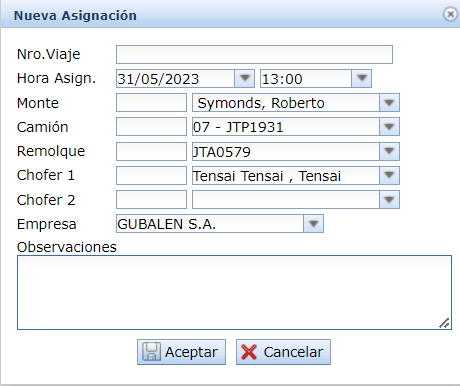 Nueva Asignación
Nro.Viaje
Hora Asign. 31/05/2023 13:00
Monte Symonds, Roberto
Camión 07 - JTP1931
Remolque JTA0579
Chofer 1 Tensai Tensai , Tensai
Chofer 2
Empresa GUBALEN S.A.
Observaciones
Aceptar Cancelar